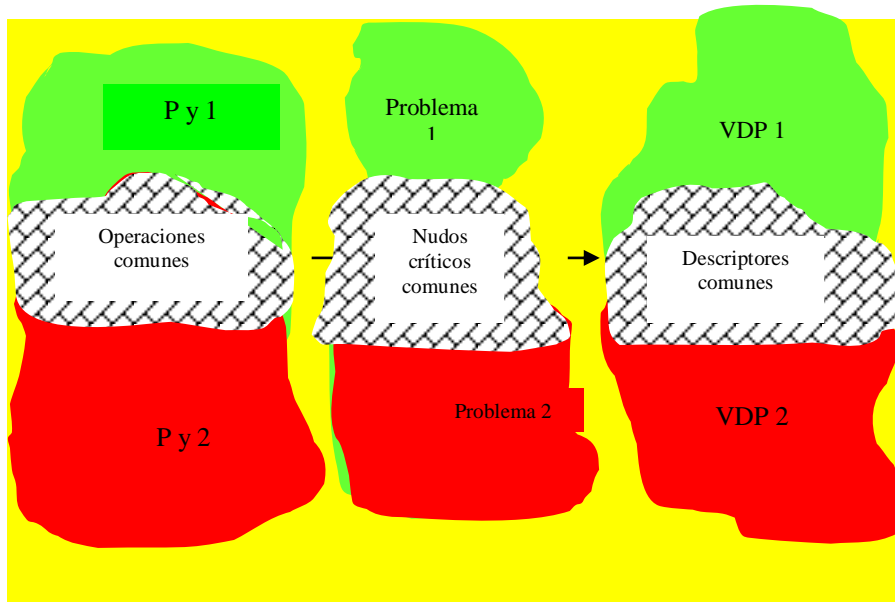 P y 1
Operaciones
comunes
P y 2
Problema
1
Nudos
críticos
comunes
Problema 2
VDP 1
Descriptores
comunes
VDP 2